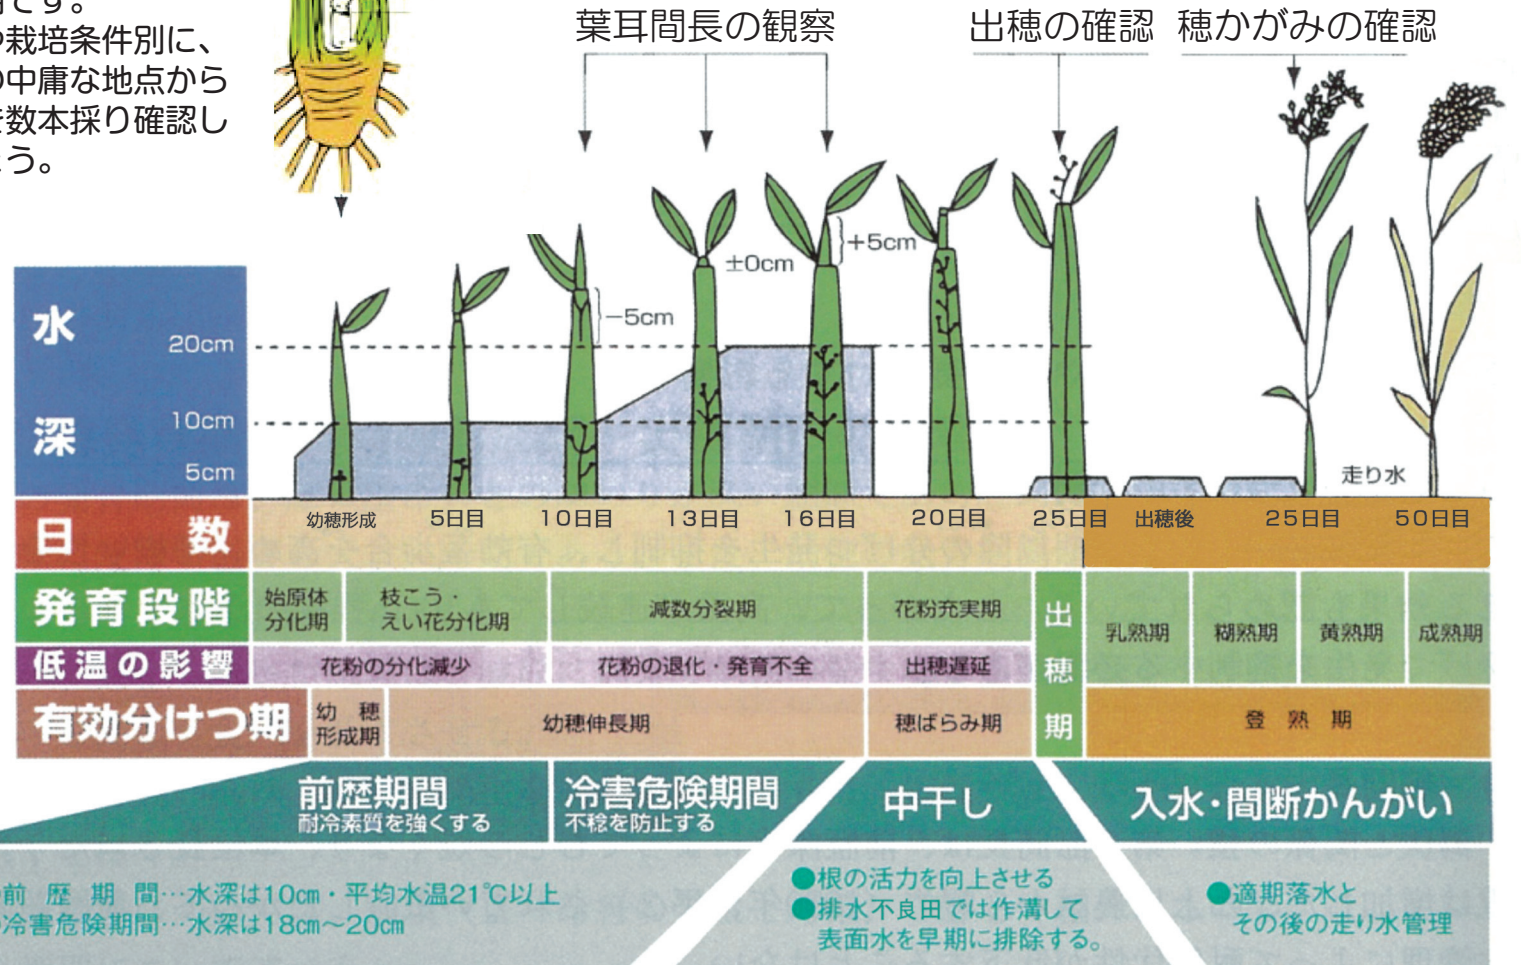 です。
栽培条件別に、
中庸な地点から
数本採り確認し
う。
葉耳間長の観察
出穂の確認
穂かがみの確認
水深
20cm
10cm
5cm
−5cm
±0cm
+5cm
走り水
日数
幼穂形成
5日目
10日目
13日目
16日目
20日目
25日目
出穂後
25日目
50日目
発育段階
始原体
分化期
枝こう・
えい花分化期
減数分裂期
花粉充実期
出穂期
乳熟期
糊熟期
黄熟期
成熟期
低温の影響
花粉の分化減少
花粉の退化・発育不全
出穂遅延
有効分けつ期
幼穂
形成期
幼穂伸長期
穂ばらみ期
登熟期
前歴期間
耐冷素質を強くする
冷害危険期間
不稔を防止する
中干し
入水・間断かんがい
前歴期間…水深は10㎝・平均水温21℃以上
冷害危険期間…水深は18㎝〜20㎝
●根の活力を向上させる
●排水不良田では作溝して
表面水を早期に排除する。
●適期落水と
その後の走り水管理